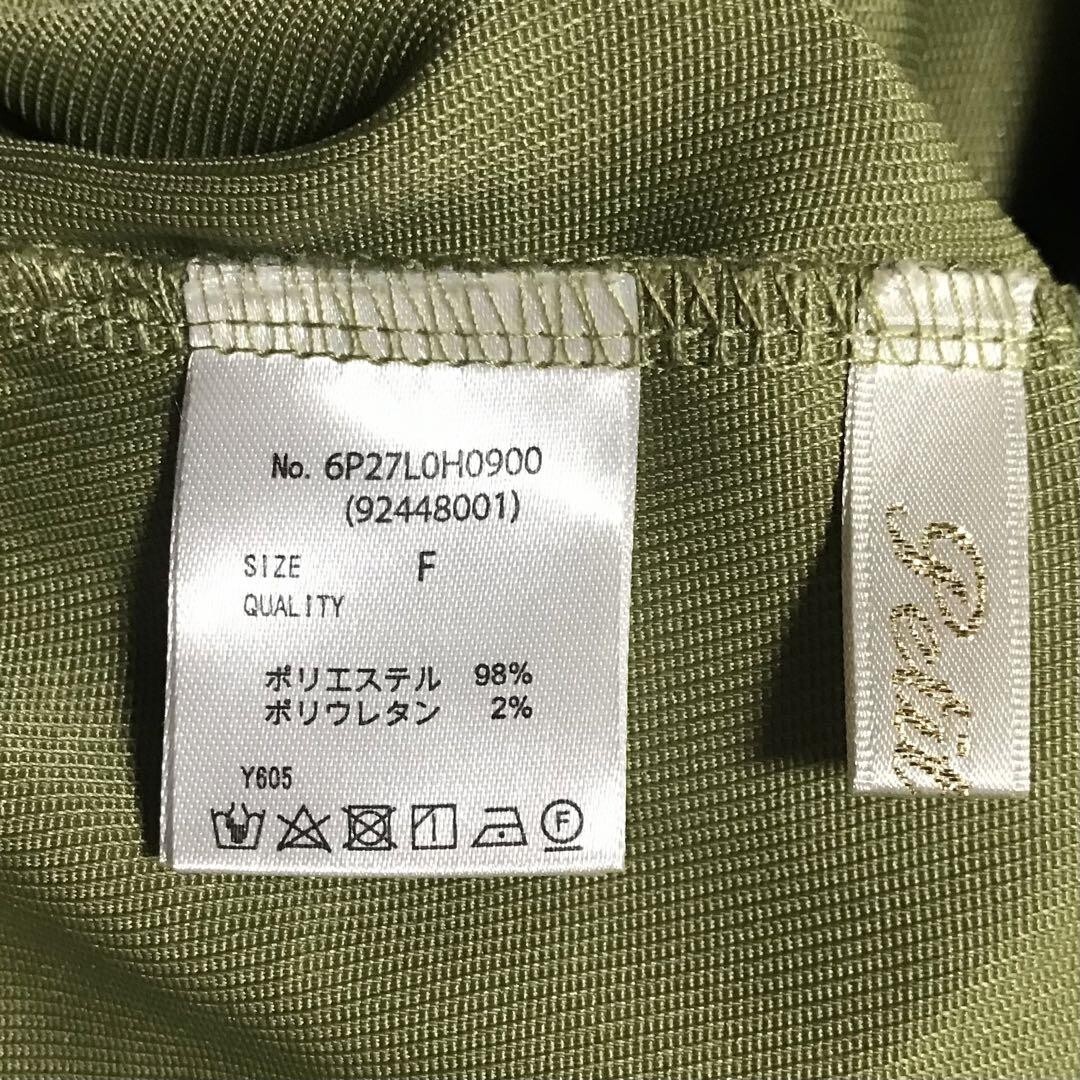 No. 6P27L0H0900
(92448001)
SIZE F
QUALITY
ポリエステル 98%
ポリウレタン 2%
Y605
F